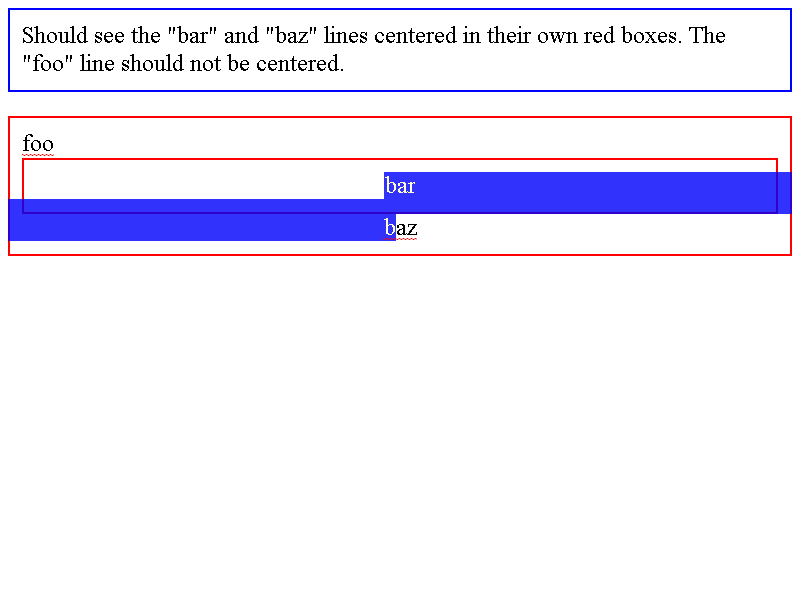 Should see the "bar" and "baz" lines centered in their own red boxes. The
"foo" line should not be centered.
foo
bar
baz